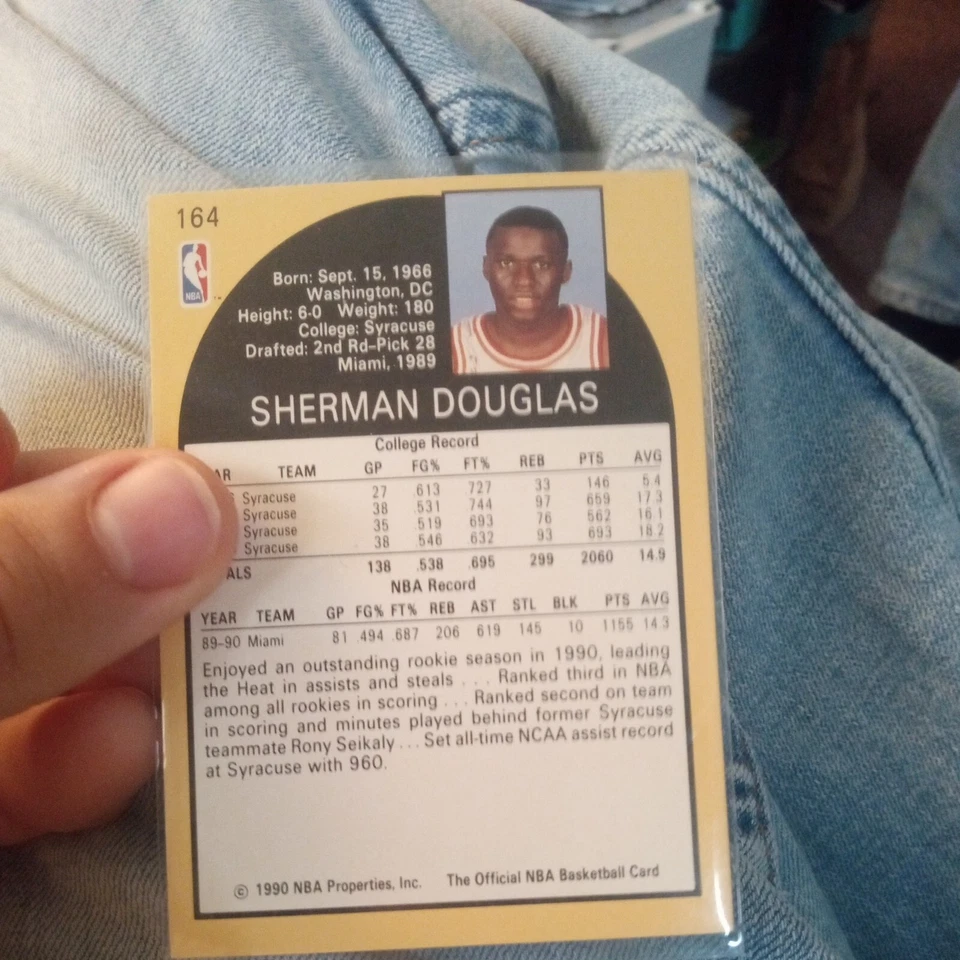 164
NBA
Born: Sept. 15, 1966
Washington, DC
Height: 6-0 Weight: 180
College: Syracuse
Drafted: 2nd Rd-Pick 28
Miami, 1989
SHERMAN DOUGLAS
College Record
AR TEAM GP FG% FT% REB PTS AVG
Syracuse 27 .613 .727 33 146 5.4
Syracuse 38 .531 .744 97 659 17.3
Syracuse 35 .519 .693 76 562 16.1
Syracuse 38 .546 .632 93 693 18.2
ALS 138 .538 .695 299 2060 14.9
NBA Record
YEAR TEAM GP FG% FT% REB AST STL BLK PTS AVG
89-90 Miami 81 .494 .687 206 619 145 10 1155 14.3
Enjoyed an outstanding rookie season in 1990, leading
the Heat in assists and steals . . . Ranked third in NBA
among all rookies in scoring . . . Ranked second on team
in scoring and minutes played behind former Syracuse
teammate Rony Seikaly . . . Set all-time NCAA assist record
at Syracuse with 960.
© 1990 NBA Properties, Inc. The Official NBA Basketball Card